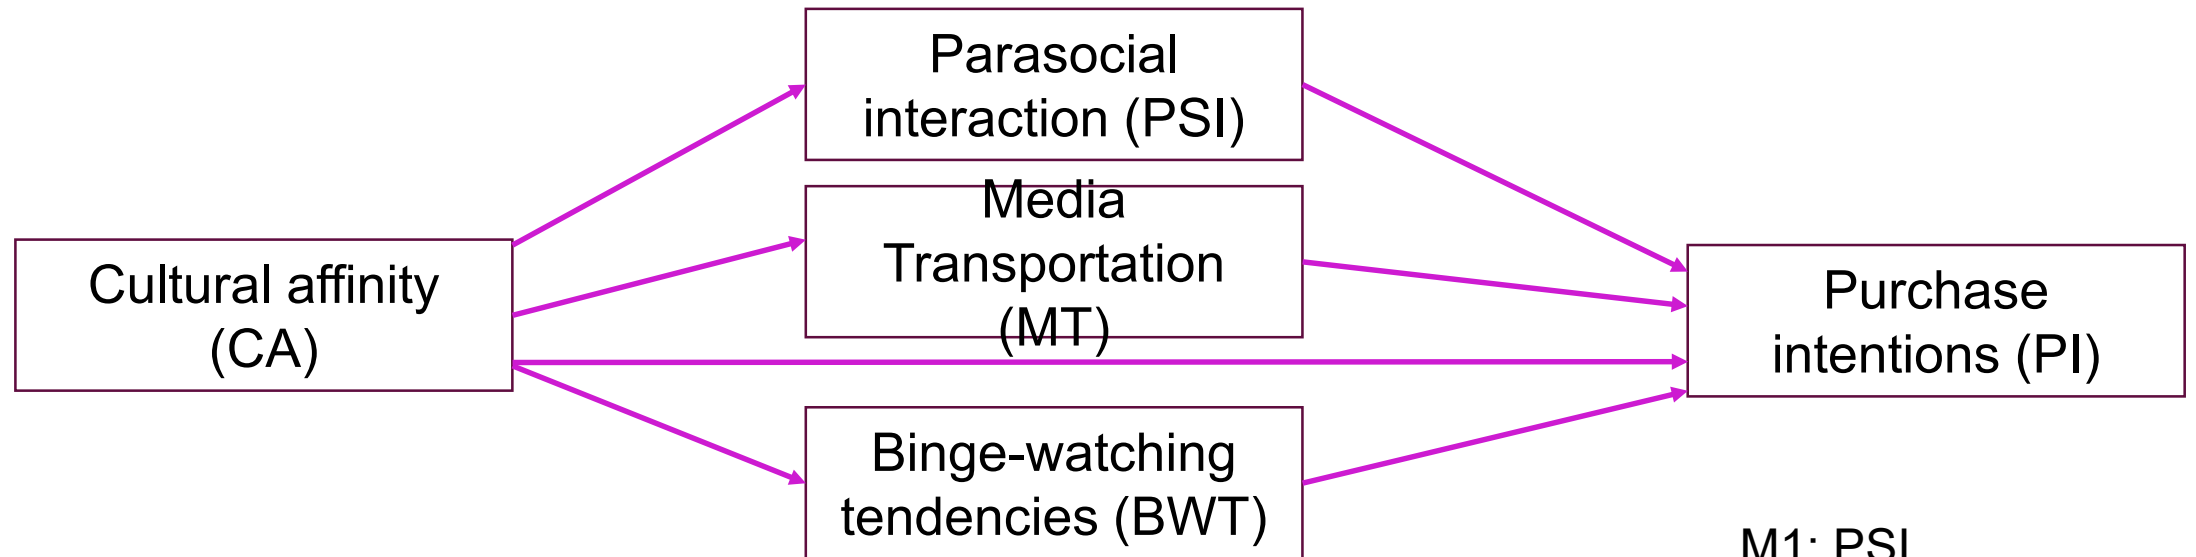 Parasocial
interaction (PSI)
Media
Transportation
(MT)
Cultural affinity
(CA)
Purchase
intentions (PI)
Binge-watching
tendencies (BWT)
M1: PSI